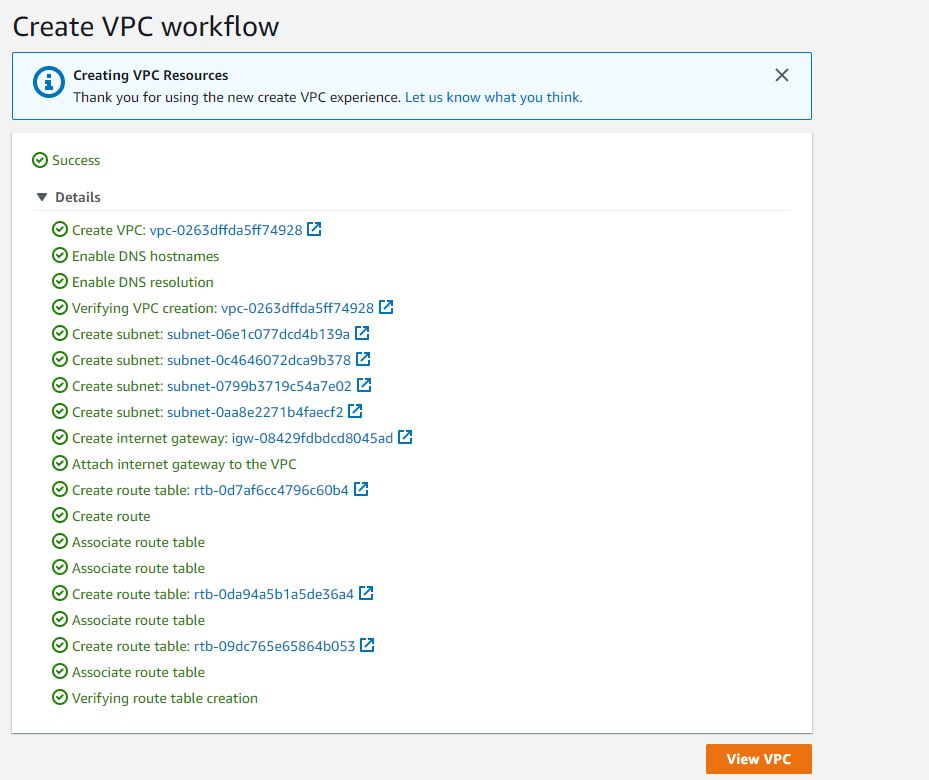 Create VPC workflow
Creating VPC Resources
Thank you for using the new create VPC experience. Let us know what you think.
Success
Details
Create VPC: vpc-0263dffda5ff74928
Enable DNS hostnames
Enable DNS resolution
Verifying VPC creation: vpc-0263dffda5ff74928
Create subnet: subnet-06e1c077dcd4b139a
Create subnet: subnet-0c4646072dca9b378
Create subnet: subnet-0799b3719c54a7e02
Create subnet: subnet-0aa8e2271b4faecf2
Create internet gateway: igw-08429fdbdcd8045ad
Attach internet gateway to the VPC
Create route table: rtb-0d7af6cc4796c60b4
Create route
Associate route table
Associate route table
Create route table: rtb-0da94a5b1a5de36a4
Associate route table
Create route table: rtb-09dc765e65864b053
Associate route table
Verifying route table creation
View VPC